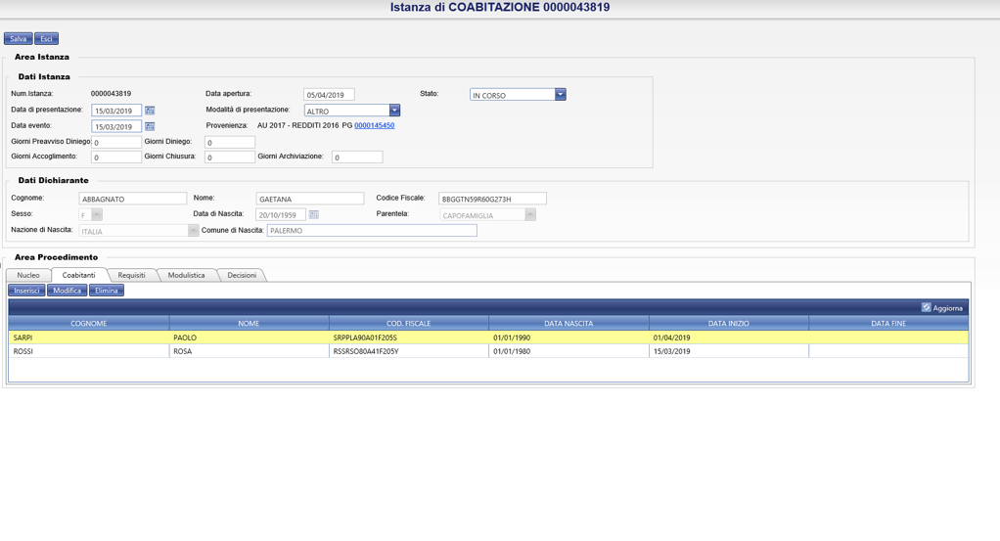 Istanza di COABITAZIONE 0000043819
Salva Esci
Area Istanza
Dati Istanza
Num.Istanza: 0000043819 Data apertura: 05/04/2019 Stato: IN CORSO
Data di presentazione: 15/03/2019 Modalità di presentazione: ALTRO
Data evento: 15/03/2019 Provenienza: AU 2017 - REDDITI 2016 PG 0000145450
Giorni Preavviso Diniego: 0 Giorni Diniego: 0
Giorni Accoglimento: 0 Giorni Chiusura: 0 Giorni Archiviazione: 0
Dati Dichiarante
Cognome: ABBAGNATO Nome: GAETANA Codice Fiscale: BBGGTN59R60G273H
Sesso: F Data di Nascita: 20/10/1959 Parentela: CAPOFAMIGLIA
Nazione di Nascita: ITALIA Comune di Nascita: PALERMO
Area Procedimento
Nucleo Coabitanti Requisiti Modulistica Decisioni
Inserisci Modifica Elimina
Aggiorna
COGNOME NOME COD. FISCALE DATA NASCITA DATA INIZIO DATA FINE
SARPI PAOLO SRPPLA90A01F205S 01/01/1990 01/04/2019
ROSSI ROSA RSSRSO80A41F205Y 01/01/1980 15/03/2019